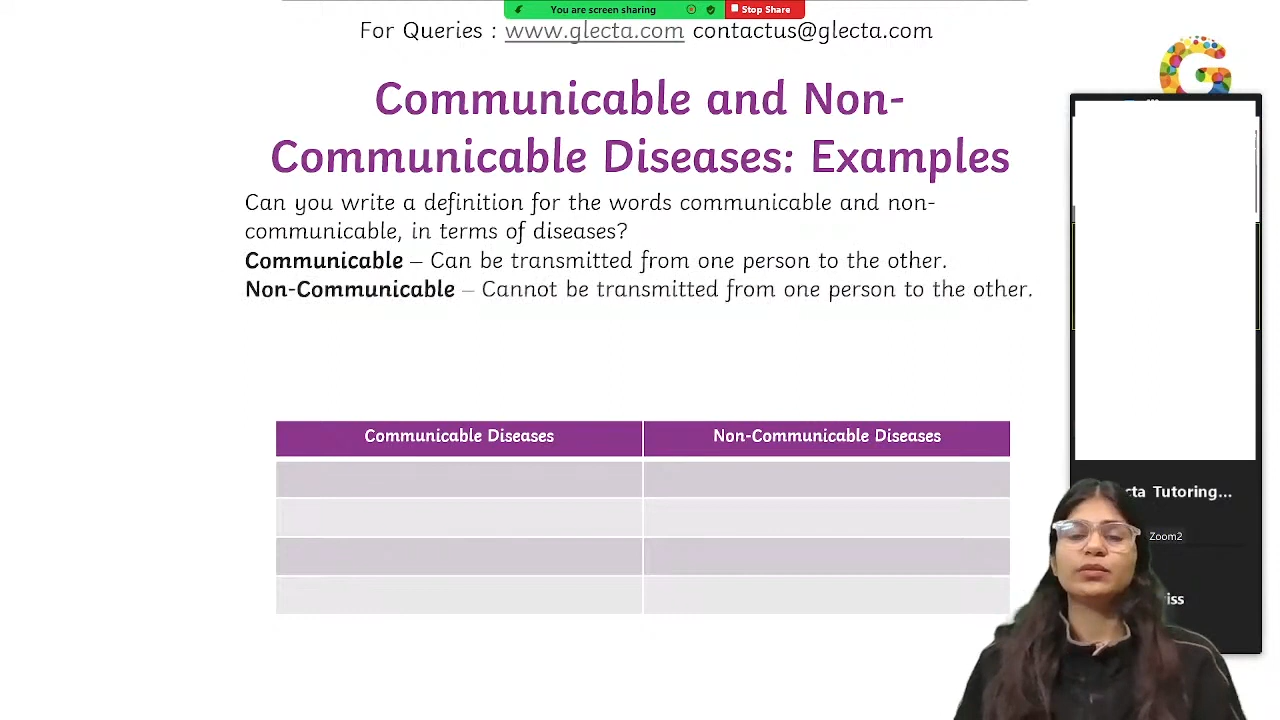 You are screen sharing
Stop Share
For Queries : www.glecta.com contactus@glecta.com
G
Communicable and Non-
Communicable Diseases: Examples
Can you write a definition for the words communicable and non-
communicable, in terms of diseases?
Communicable – Can be transmitted from one person to the other.
Non-Communicable – Cannot be transmitted from one person to the other.
Communicable Diseases
Non-Communicable Diseases
Tutoring...
Zoom2